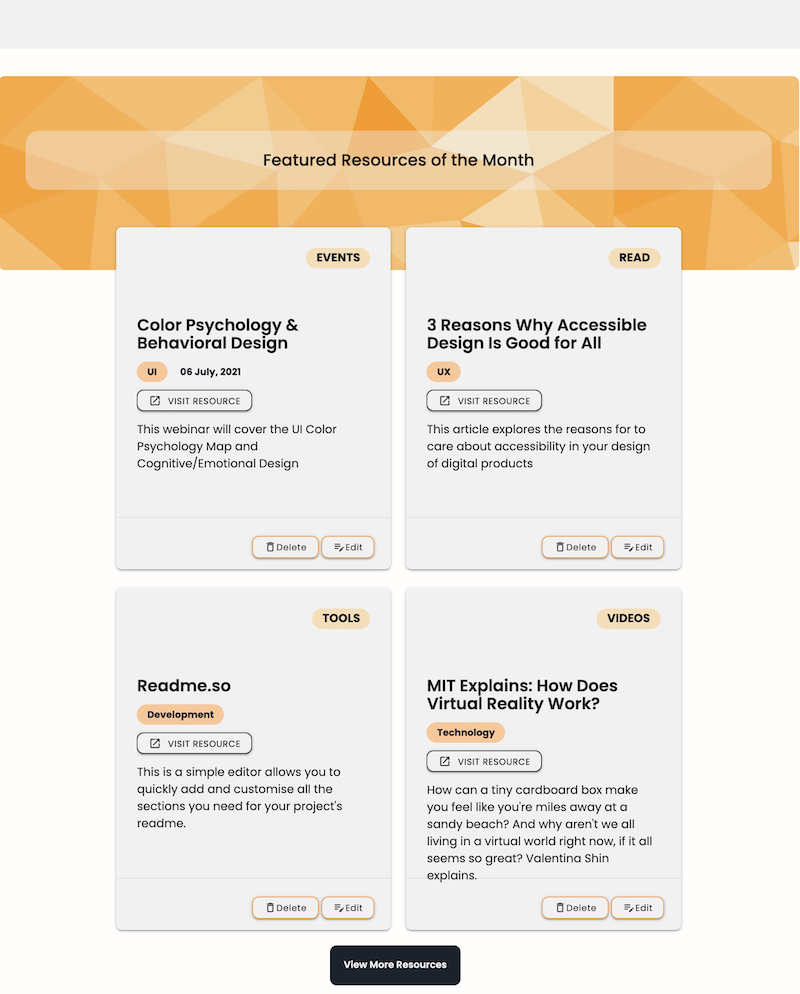 Featured Resources of the Month
EVENTS
Color Psychology &
Behavioral Design
UI 06 July, 2021
VISIT RESOURCE
This webinar will cover the UI Color
Psychology Map and
Cognitive/Emotional Design
Delete Edit
READ
3 Reasons Why Accessible
Design Is Good for All
UX
VISIT RESOURCE
This article explores the reasons for to
care about accessibility in your design
of digital products
Delete Edit
TOOLS
Readme.so
Development
VISIT RESOURCE
This is a simple editor allows you to
quickly add and customise all the
sections you need for your project's
readme.
Delete Edit
VIDEOS
MIT Explains: How Does
Virtual Reality Work?
Technology
VISIT RESOURCE
How can a tiny cardboard box make
you feel like you're miles away at a
sandy beach? And why aren't we all
living in a virtual world right now, if it all
seems so great? Valentina Shin
explains.
Delete Edit
View More Resources